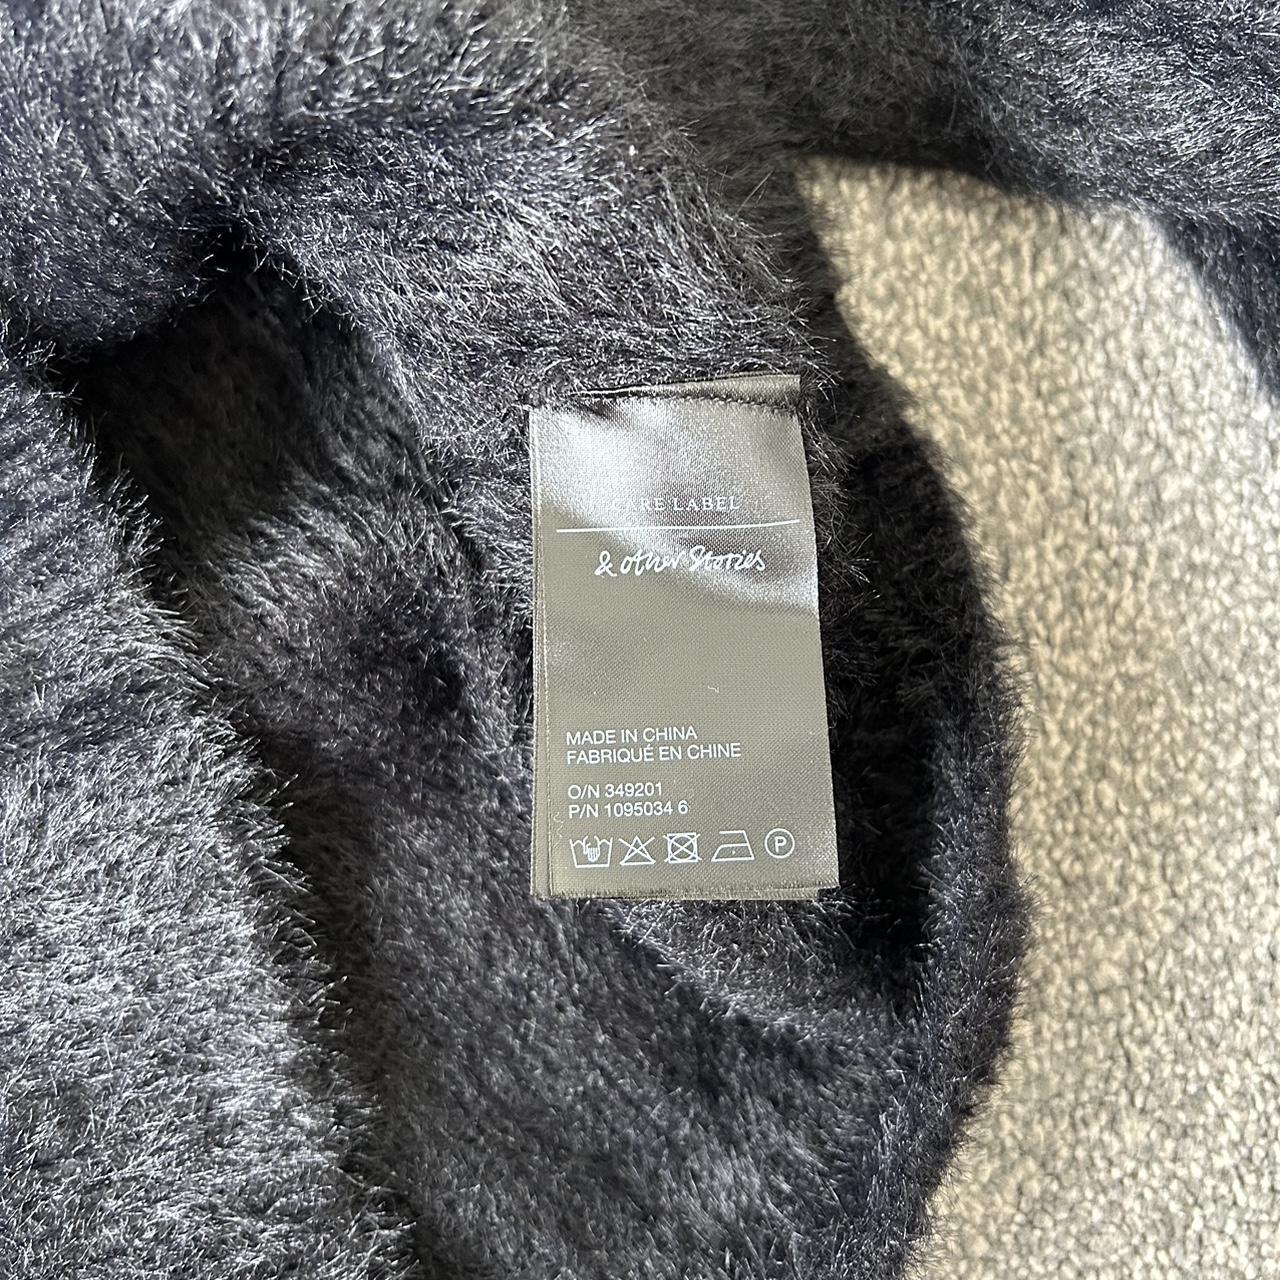 CARE LABEL
& other Stories
MADE IN CHINA
FABRIQUÉ EN CHINE
O/N 349201
P/N 1095034 6
P